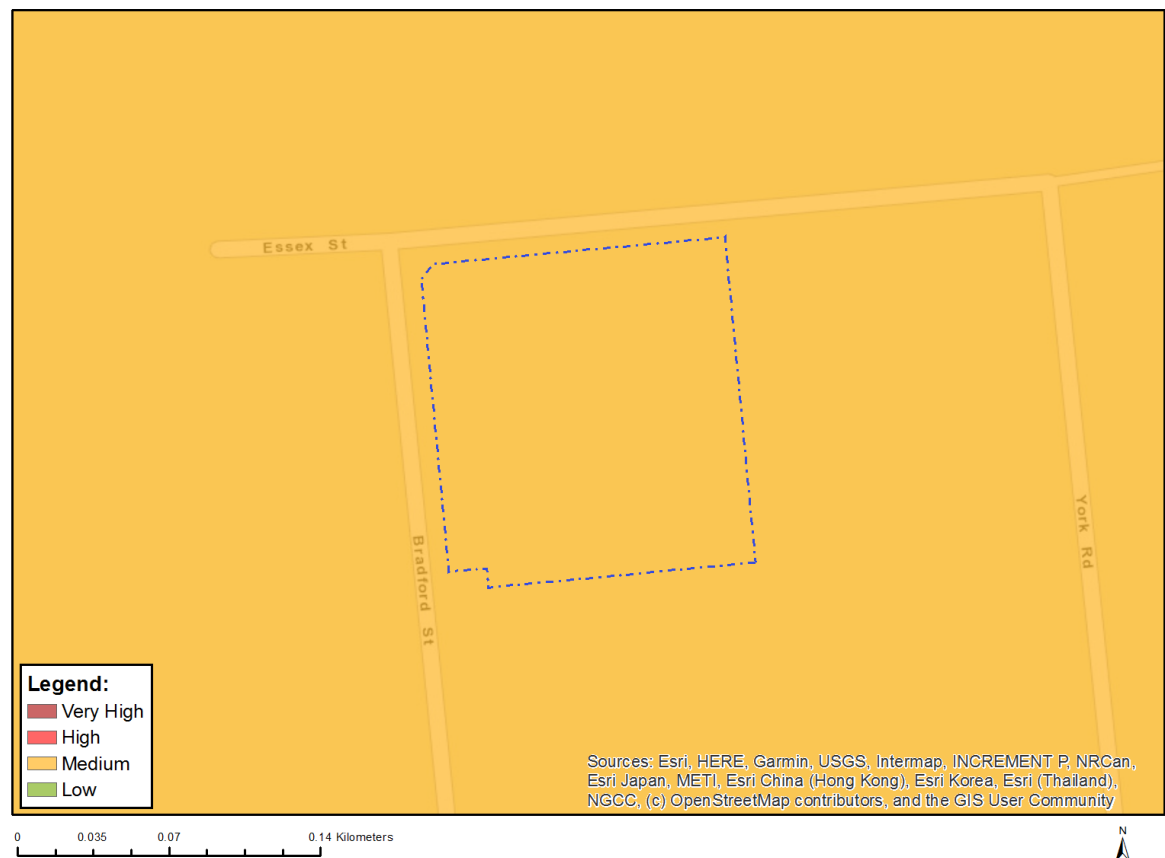 Essex St
Bradford St
York Rd
Legend:
Very High
High
Medium
Low
Sources: Esri, HERE, Garmin, USGS, Intermap, INCREMENT P, NRCan,
Esri Japan, METI, Esri China (Hong Kong), Esri Korea, Esri (Thailand),
NGCC, (c) OpenStreetMap contributors, and the GIS User Community
0 0.035 0.07 0.14 Kilometers
N